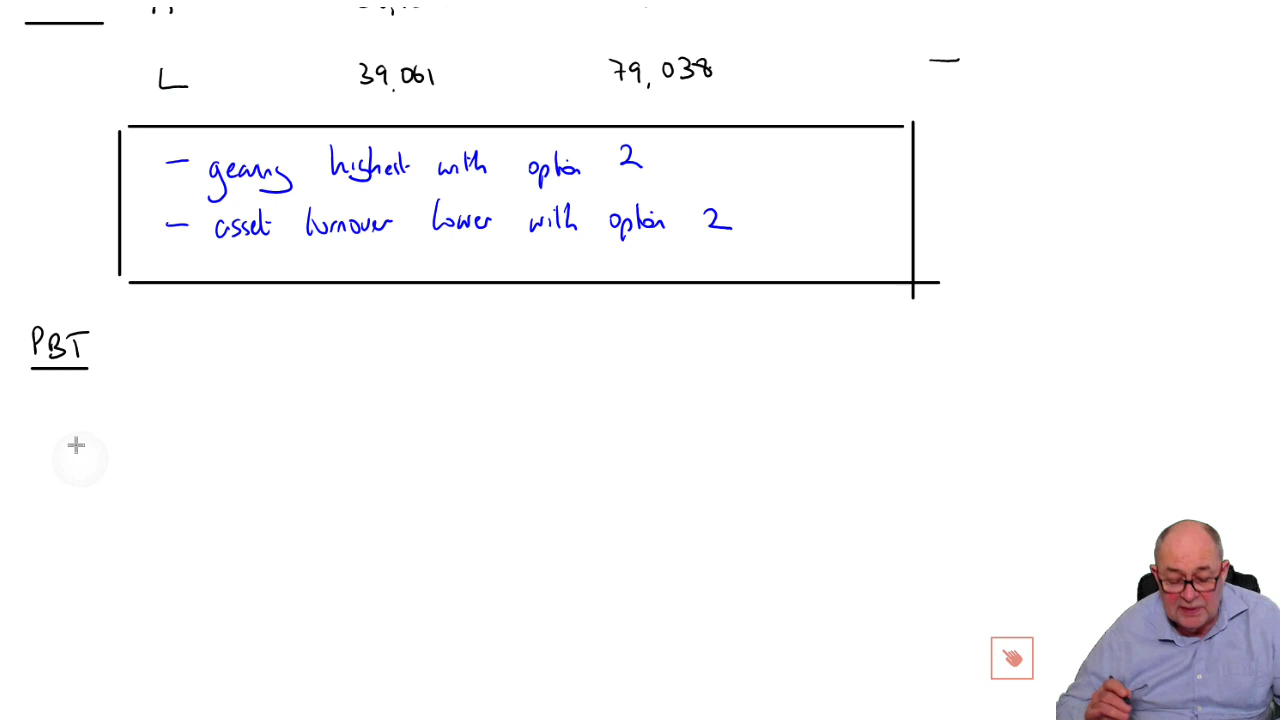 L 39,061 79,038 —
- gearing highest with option 2
- asset turnover lower with option 2
PBT